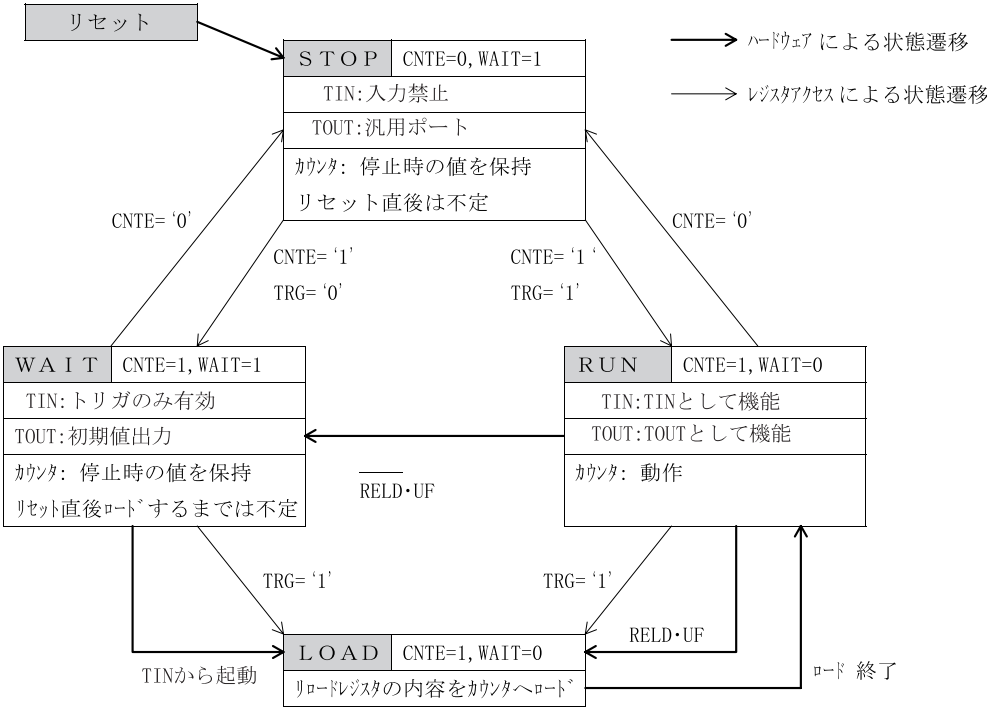 リセット
ハードウェアによる状態遷移
STOP CNTE=0,WAIT=1
レジスタアクセスによる状態遷移
TIN:入力禁止
TOUT:汎用ポート
カウンタ: 停止時の値を保持
リセット直後は不定
CNTE=‘0’
CNTE=‘0’
CNTE=‘1’
TRG=‘0’
CNTE=‘1‘
TRG=‘1’
WAIT CNTE=1,WAIT=1
TIN:トリガのみ有効
TOUT:初期値出力
カウンタ: 停止時の値を保持
リセット直後ロードするまでは不定
RUN CNTE=1,WAIT=0
TIN:TINとして機能
TOUT:TOUTとして機能
カウンタ: 動作
R̅E̅L̅D̅・UF
TRG=‘1’
TRG=‘1’
RELD・UF
TINから起動
LOAD CNTE=1,WAIT=0
リロードレジスタの内容をカウンタへロード
ロード 終了